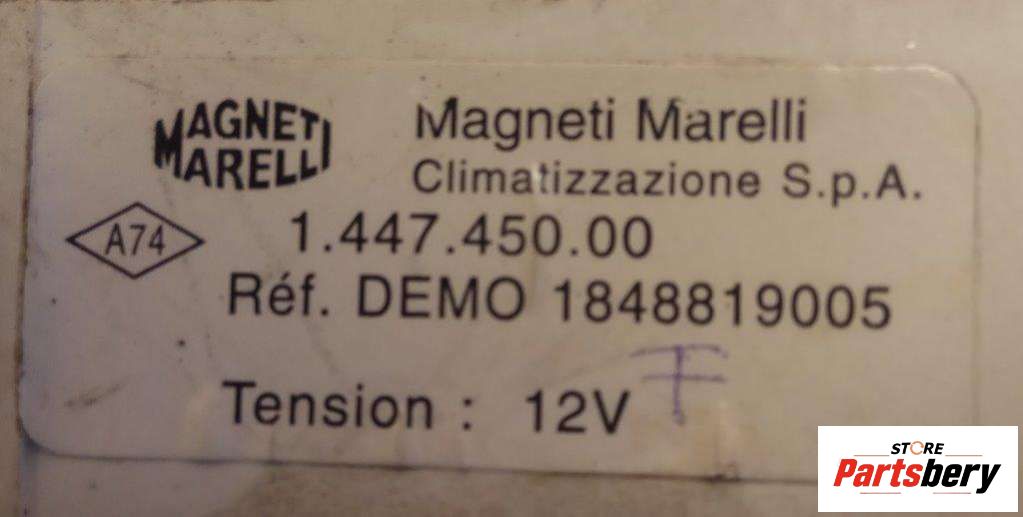 MAGNETI
MARELLI
Magneti Marelli
Climatizzazione S.p.A.
A74
1.447.450.00
Réf. DEMO 1848819005
Tension : 12V
STORE
Partsbery